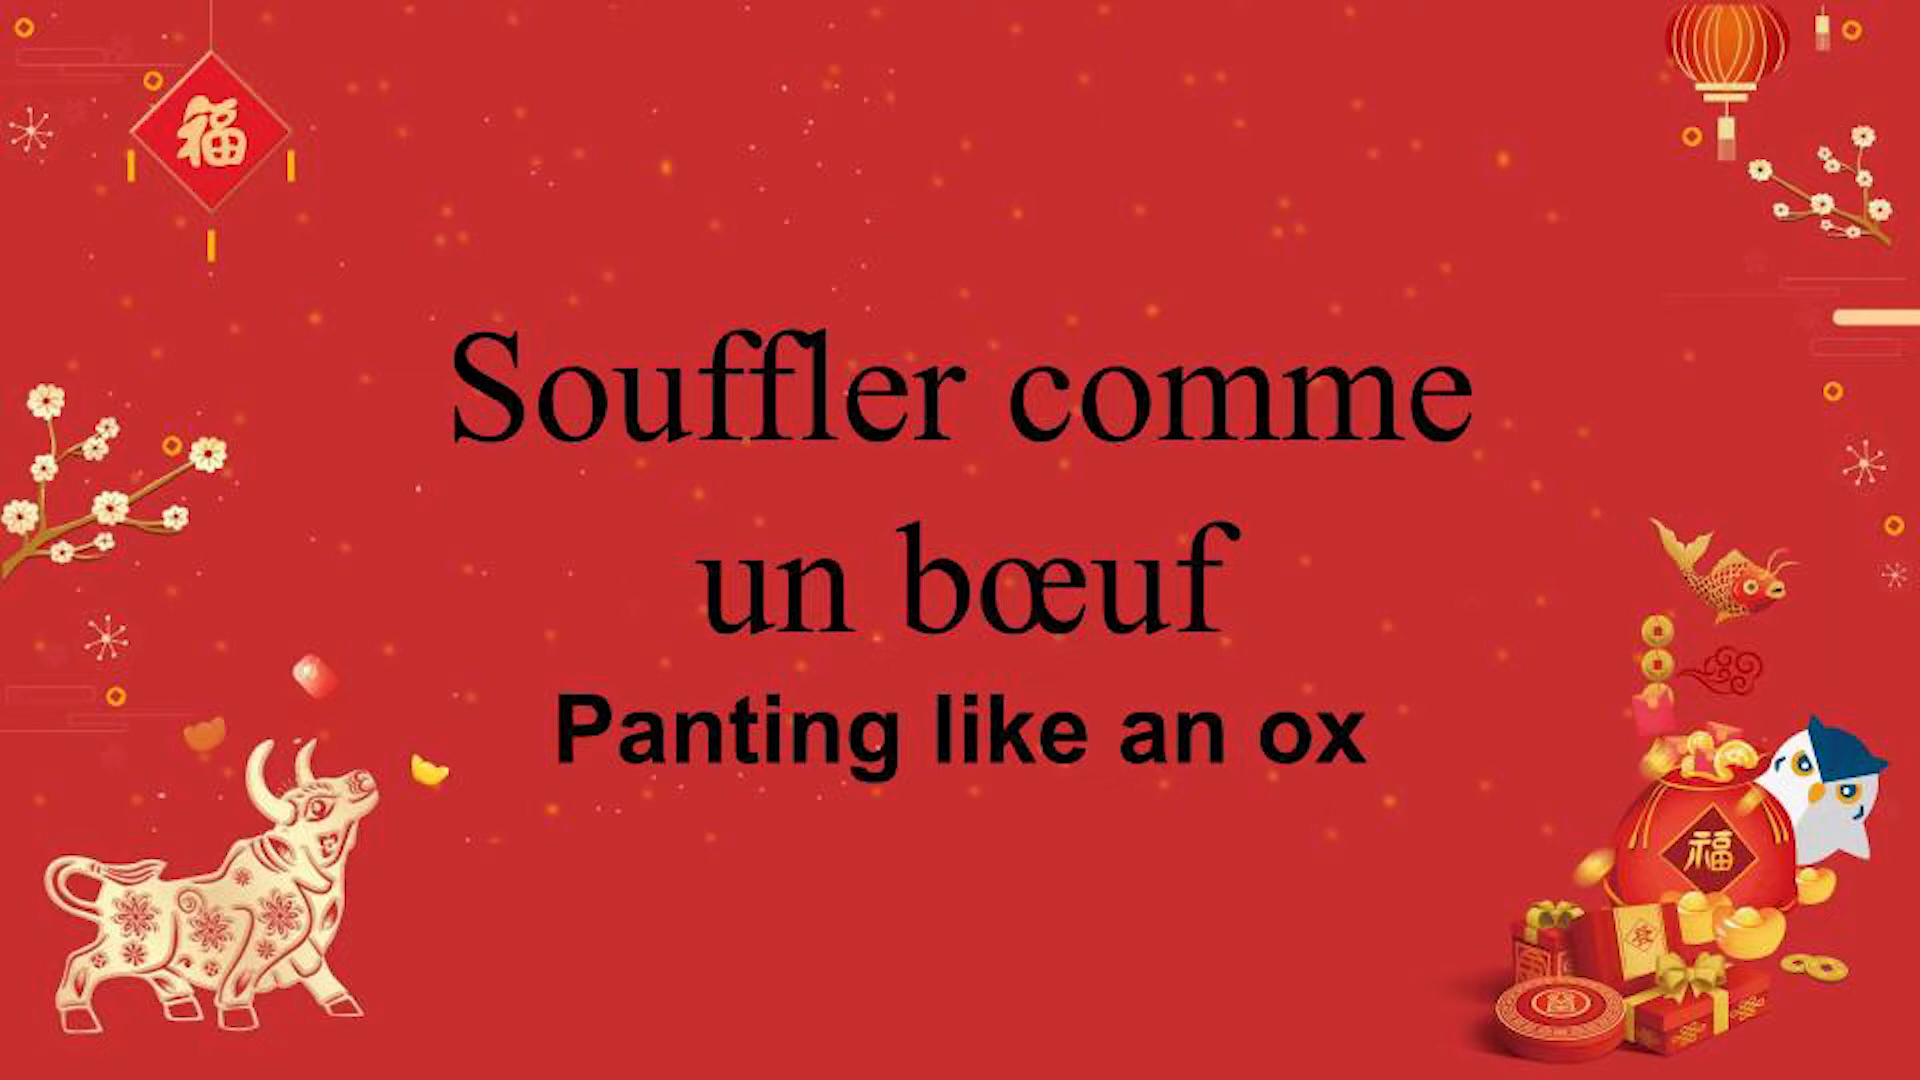 福
Souffler comme
un bœuf
Panting like an ox
福